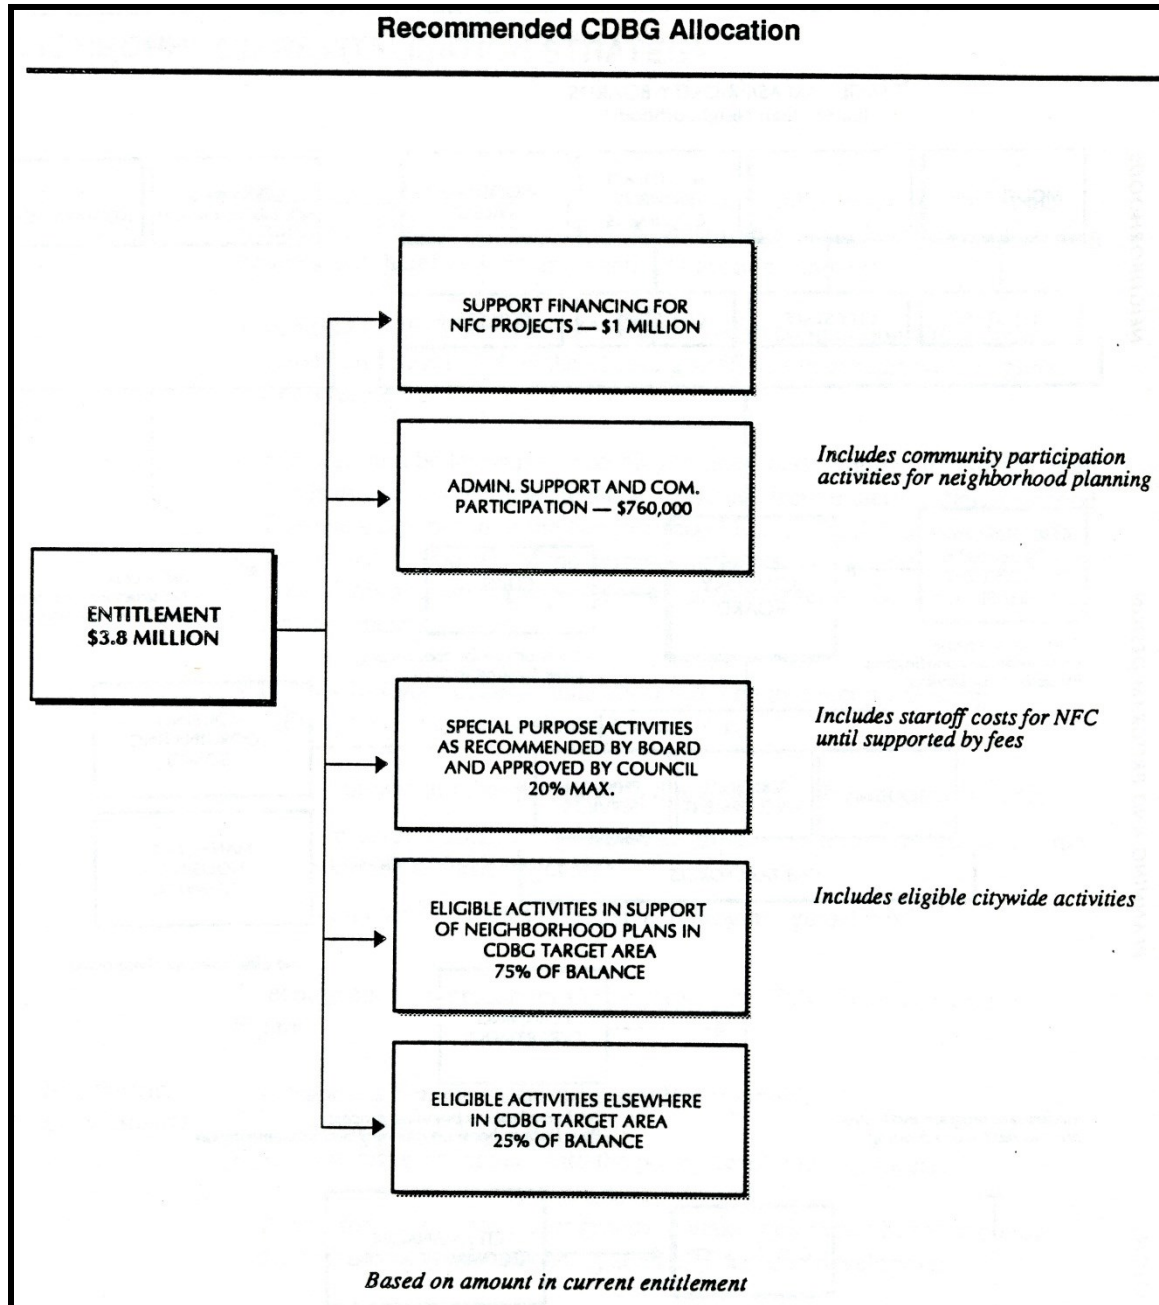 Recommended CDBG Allocation
SUPPORT FINANCING FOR
NFC PROJECTS — $1 MILLION
ADMIN. SUPPORT AND COM.
PARTICIPATION — $760,000
Includes community participation
activities for neighborhood planning
ENTITLEMENT
$3.8 MILLION
SPECIAL PURPOSE ACTIVITIES
AS RECOMMENDED BY BOARD
AND APPROVED BY COUNCIL
20% MAX.
Includes startoff costs for NFC
until supported by fees
ELIGIBLE ACTIVITIES IN SUPPORT
OF NEIGHBORHOOD PLANS IN
CDBG TARGET AREA
75% OF BALANCE
Includes eligible citywide activities
ELIGIBLE ACTIVITIES ELSEWHERE
IN CDBG TARGET AREA
25% OF BALANCE
Based on amount in current entitlement